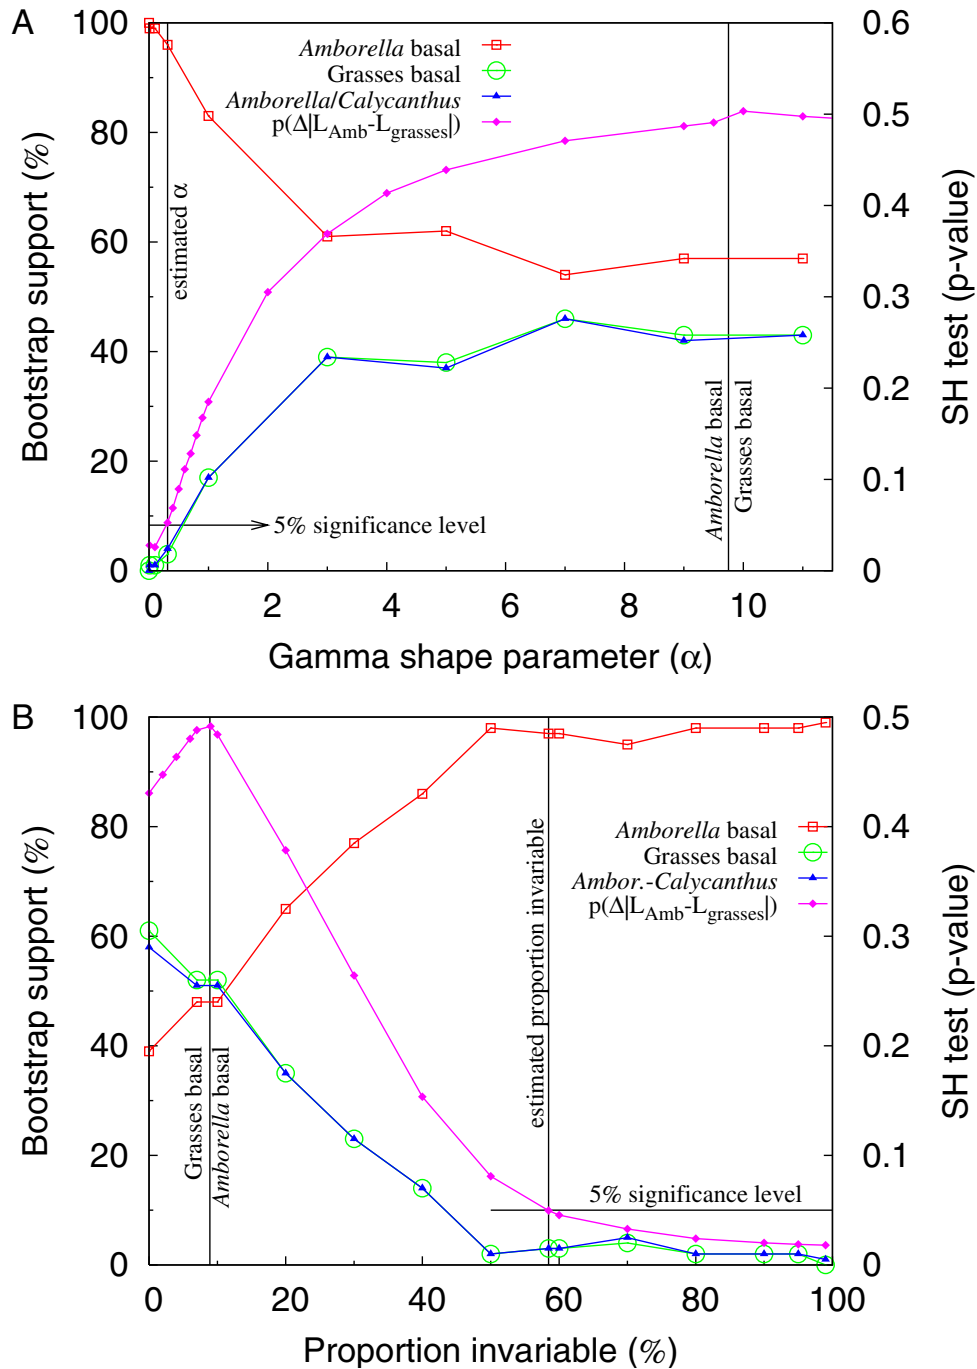 A
100
80
60
40
20
0
Bootstrap support (%)
0.6
0.5
0.4
0.3
0.2
0.1
0
SH test (p-value)
Amborella basal
Grasses basal
Amborella/Calycanthus
p(Δ|L_Amb-L_grasses|)
estimated α
5% significance level
Amborella basal
Grasses basal
0 2 4 6 8 10
Gamma shape parameter (α)
B
100
80
60
40
20
0
Bootstrap support (%)
0.5
0.4
0.3
0.2
0.1
0
SH test (p-value)
Amborella basal
Grasses basal
Ambor.-Calycanthus
p(Δ|L_Amb-L_grasses|)
Grasses basal
Amborella basal
estimated proportion invariable
5% significance level
0 20 40 60 80 100
Proportion invariable (%)